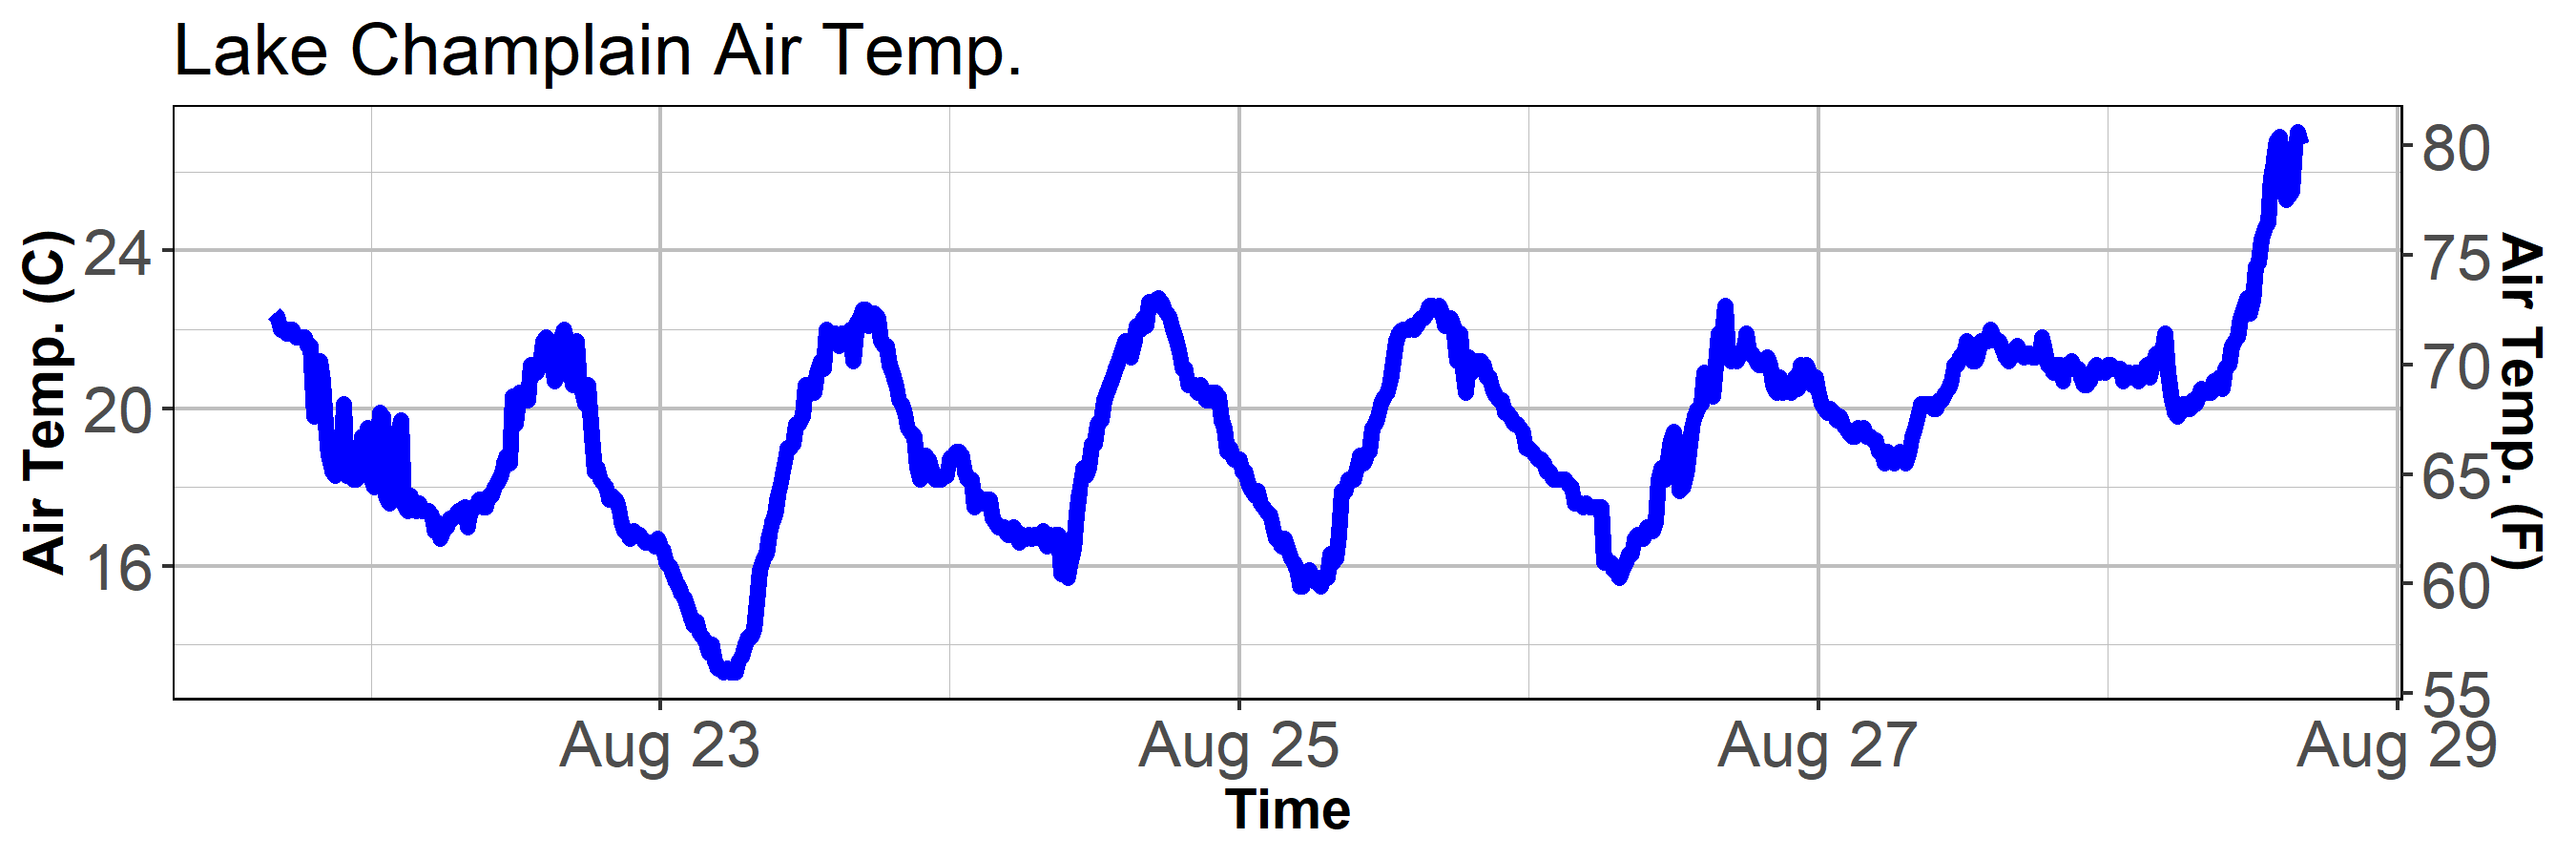 Lake Champlain Air Temp.
Air Temp. (C)
24
20
16
80
75
70
65
60
55
Air Temp. (F)
Aug 23 Aug 25 Aug 27 Aug 29
Time